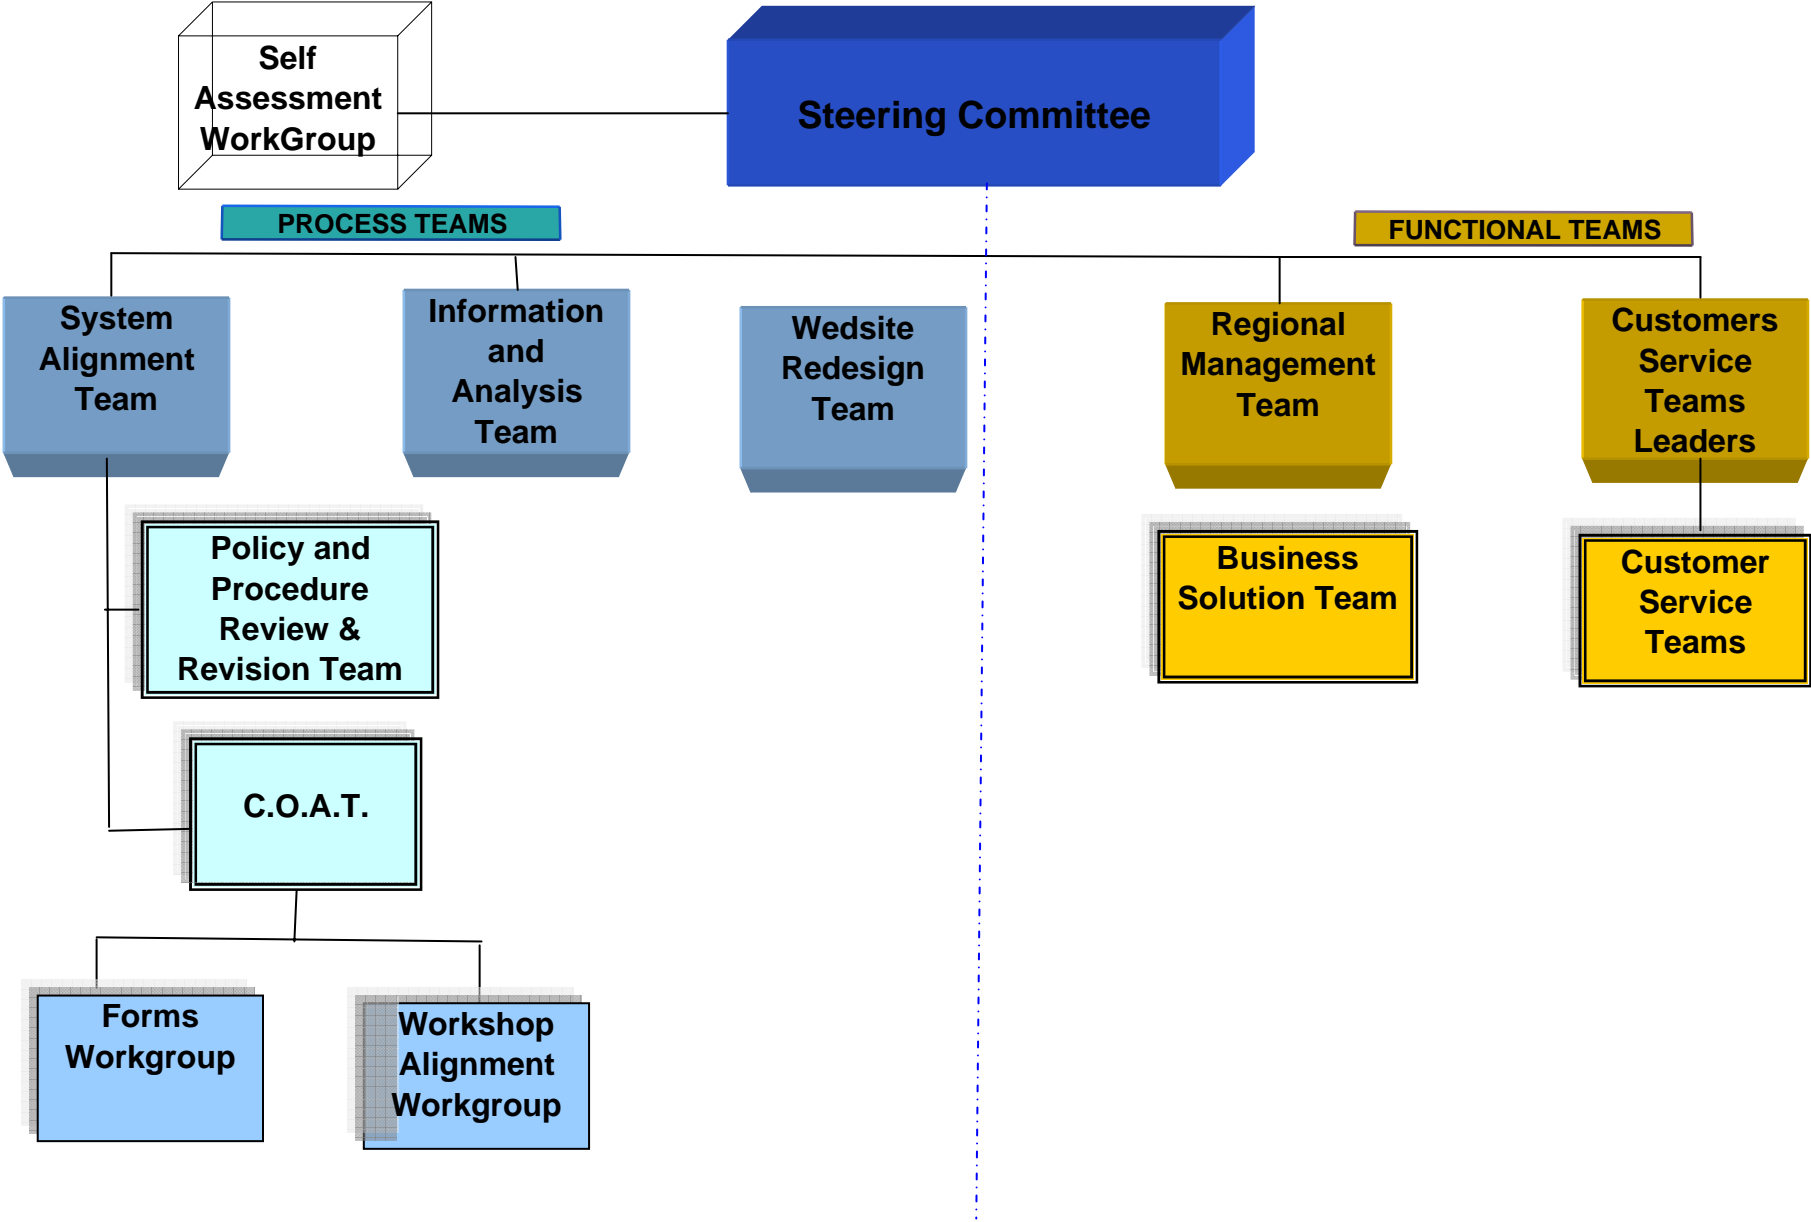 Self
Assessment
WorkGroup
Steering Committee
PROCESS TEAMS
FUNCTIONAL TEAMS
System
Alignment
Team
Information
and
Analysis
Team
Wedsite
Redesign
Team
Regional
Management
Team
Customers
Service
Teams
Leaders
Policy and
Procedure
Review &
Revision Team
Business
Solution Team
Customer
Service
Teams
C.O.A.T.
Forms
Workgroup
Workshop
Alignment
Workgroup